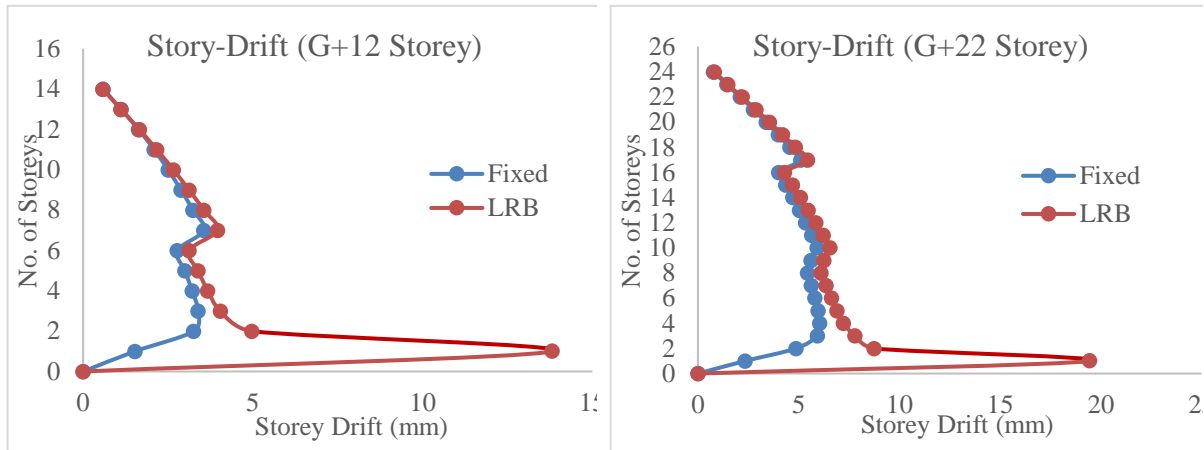 Story-Drift (G+12 Storey)
No. of Storeys
16
14
12
10
8
6
4
2
0
0 5 10 15
Storey Drift (mm)
Fixed
LRB
Story-Drift (G+22 Storey)
No. of Storeys
26
24
22
20
18
16
14
12
10
8
6
4
2
0
0 5 10 15 20
Storey Drift (mm)
Fixed
LRB